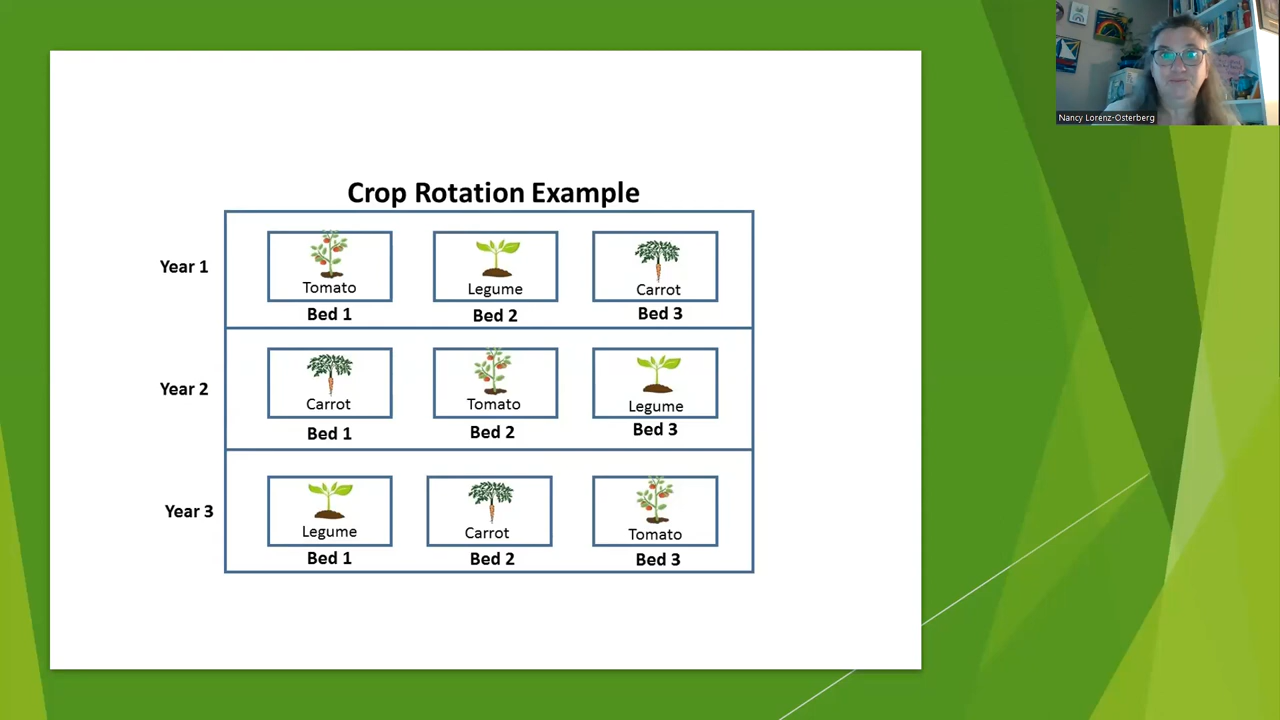 Nancy Lorenz-Osterberg
Crop Rotation Example
Year 1
Tomato
Legume
Carrot
Bed 1
Bed 2
Bed 3
Year 2
Carrot
Tomato
Legume
Bed 1
Bed 2
Bed 3
Year 3
Legume
Carrot
Tomato
Bed 1
Bed 2
Bed 3